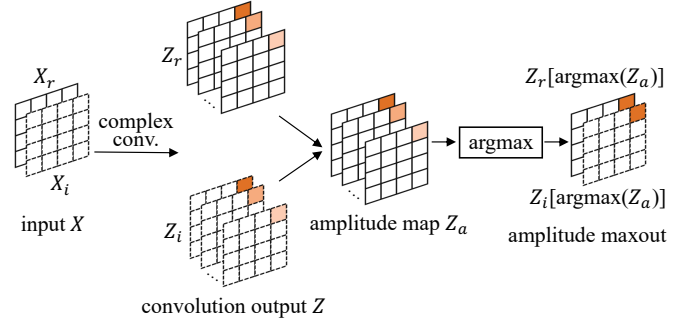 X_r
X_i
input X
complex
conv.
Z_r
...
Z_i
...
convolution output Z
...
amplitude map Z_a
argmax
Z_r[argmax(Z_a)]
Z_i[argmax(Z_a)]
amplitude maxout